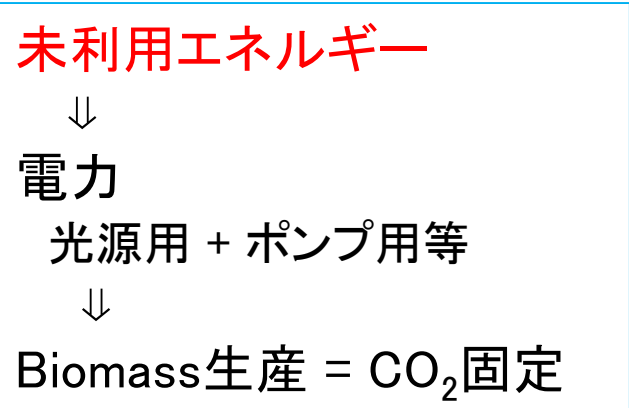 未利用エネルギー
⇓
電力
光源用 + ポンプ用等
⇓
Biomass生産 = CO₂固定